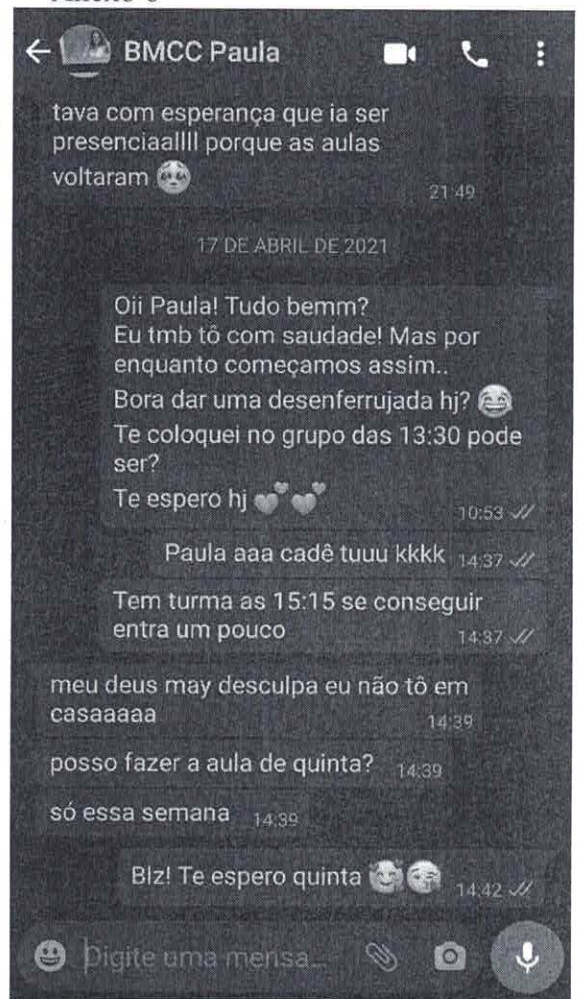 BMCC Paula
tava com esperança que ia ser
presenciaallll porque as aulas
voltaram 🥺
21:49
17 DE ABRIL DE 2021
Oii Paula! Tudo bemm?
Eu tmb tô com saudade! Mas por
enquanto começamos assim..
Bora dar uma desenferrujada hj? 😂
Te coloquei no grupo das 13:30 pode
ser?
Te espero hj 💕💕
10:53
Paula aaa cadê tuuu kkkk 14:37
Tem turma as 15:15 se conseguir
entra um pouco
14:37
meu deus may desculpa eu não tô em
casaaaaa
14:39
posso fazer a aula de quinta? 14:39
só essa semana 14:39
Blz! Te espero quinta 🥰😘 14:42
Digite uma mensa...